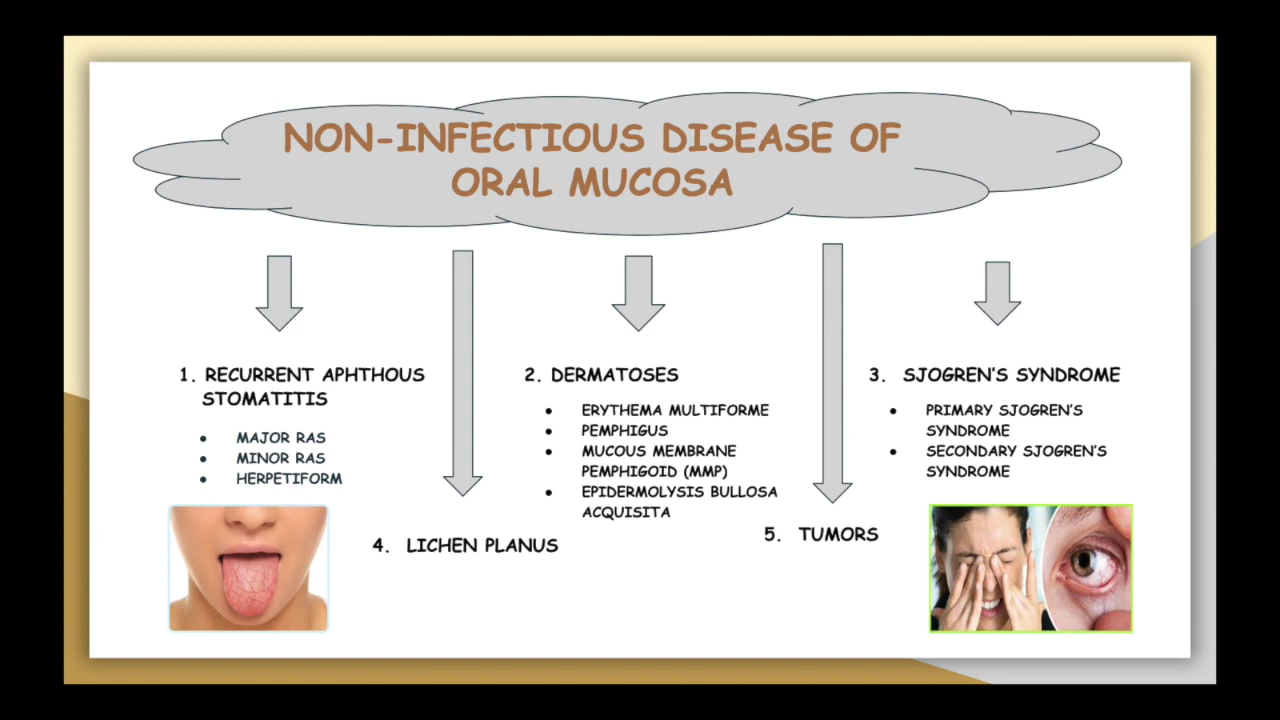 NON-INFECTIOUS DISEASE OF
ORAL MUCOSA
1. RECURRENT APHTHOUS
STOMATITIS
• MAJOR RAS
• MINOR RAS
• HERPETIFORM
2. DERMATOSES
• ERYTHEMA MULTIFORME
• PEMPHIGUS
• MUCOUS MEMBRANE
PEMPHIGOID (MMP)
• EPIDERMOLYSIS BULLOSA
ACQUISITA
3. SJOGREN'S SYNDROME
• PRIMARY SJOGREN'S
SYNDROME
• SECONDARY SJOGREN'S
SYNDROME
4. LICHEN PLANUS
5. TUMORS